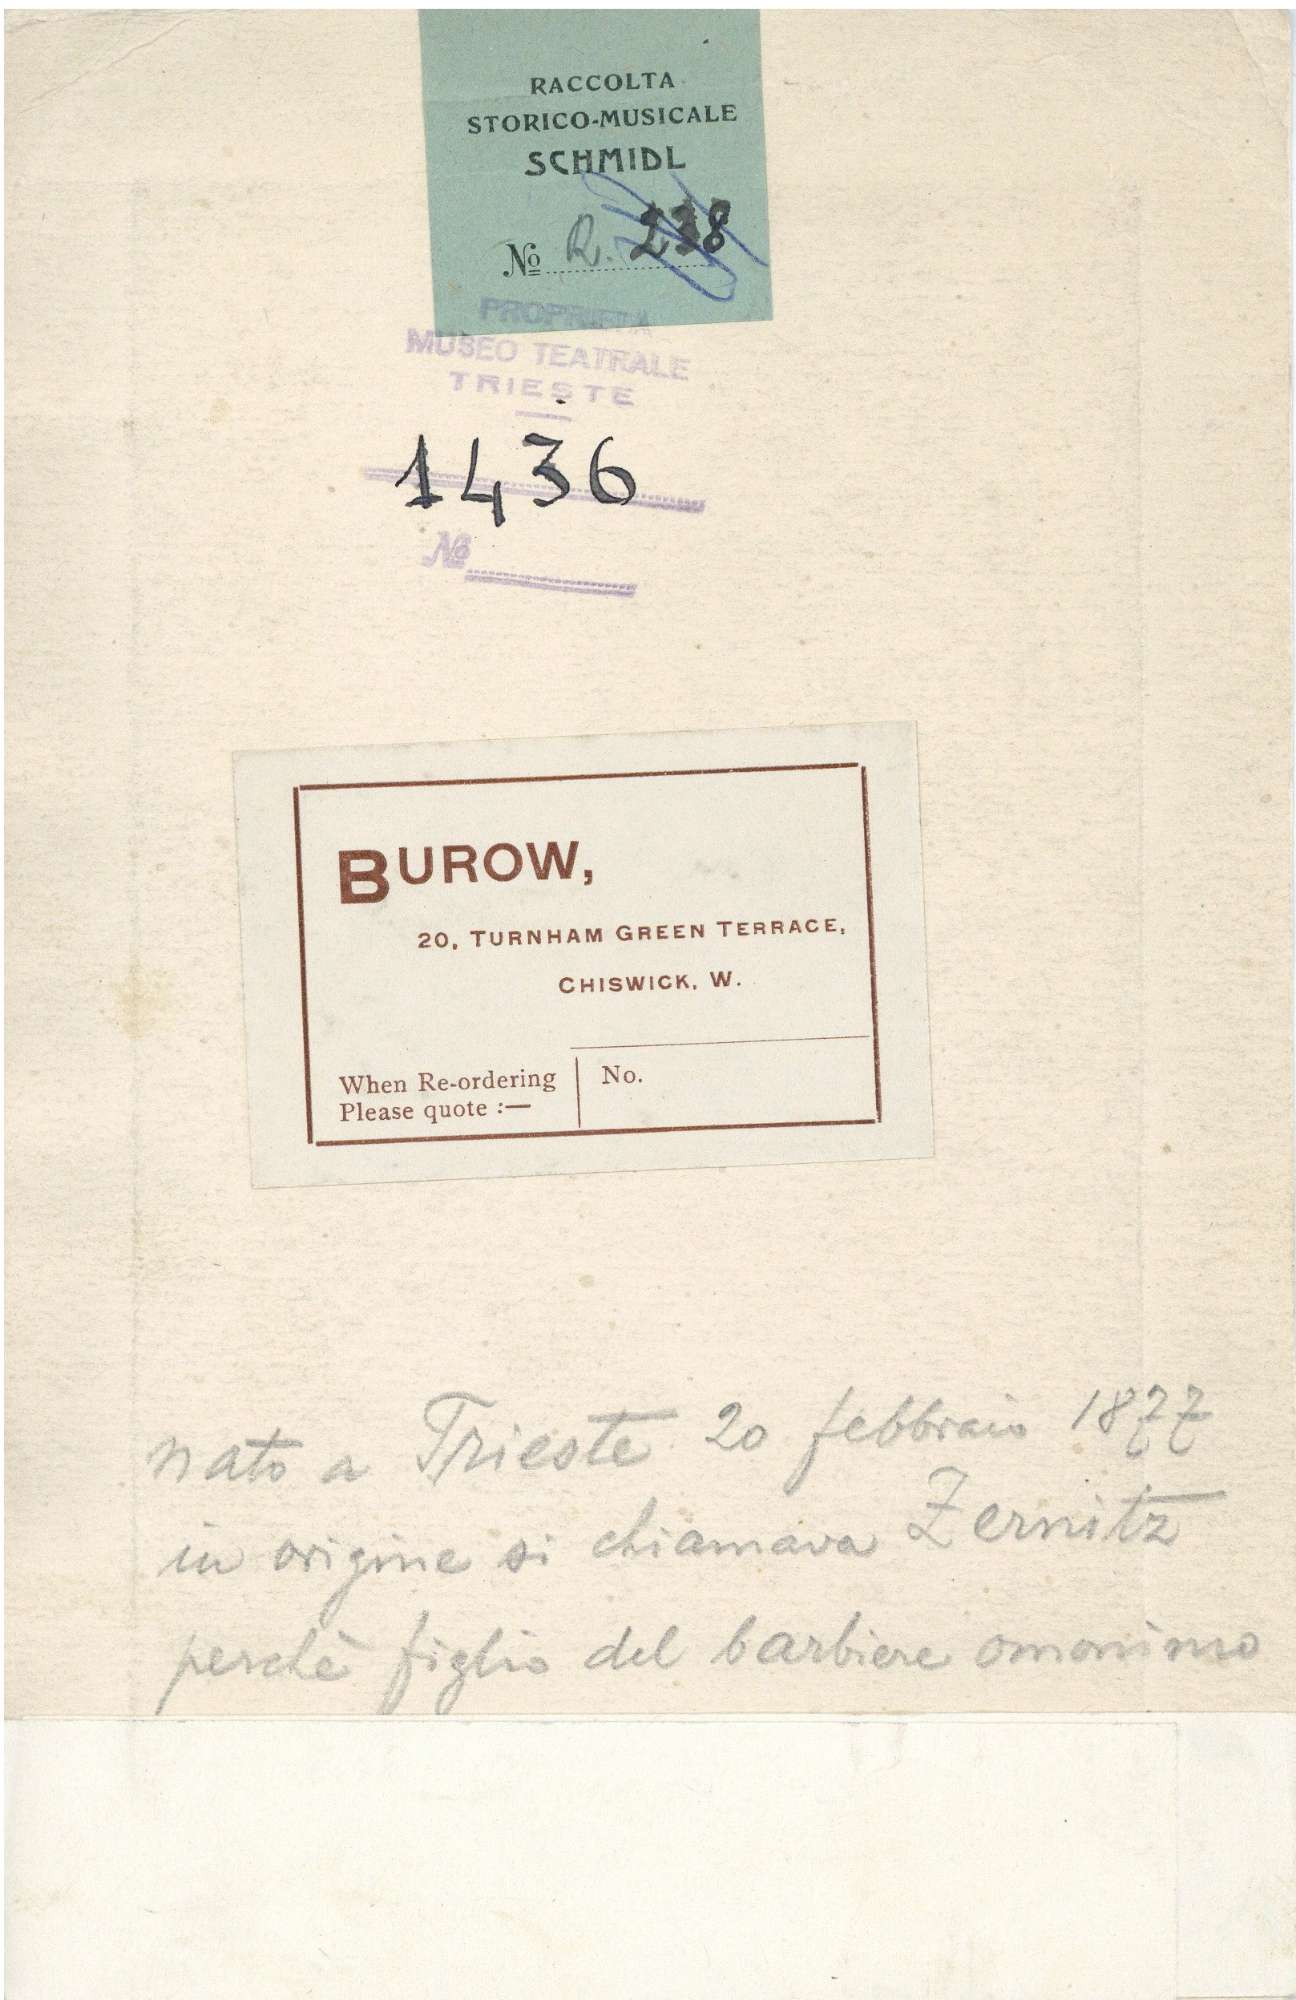 RACCOLTA
STORICO-MUSICALE
SCHMIDL
No R. 238
PROPRIETÀ
MUSEO TEATRALE
TRIESTE
1436
No
BUROW,
20, TURNHAM GREEN TERRACE,
CHISWICK, W.
When Re-ordering
Please quote :—
No.
nato a Trieste 20 febbraio 1877
in origine si chiamava Zernitz
perchè figlio del barbiere omonimo